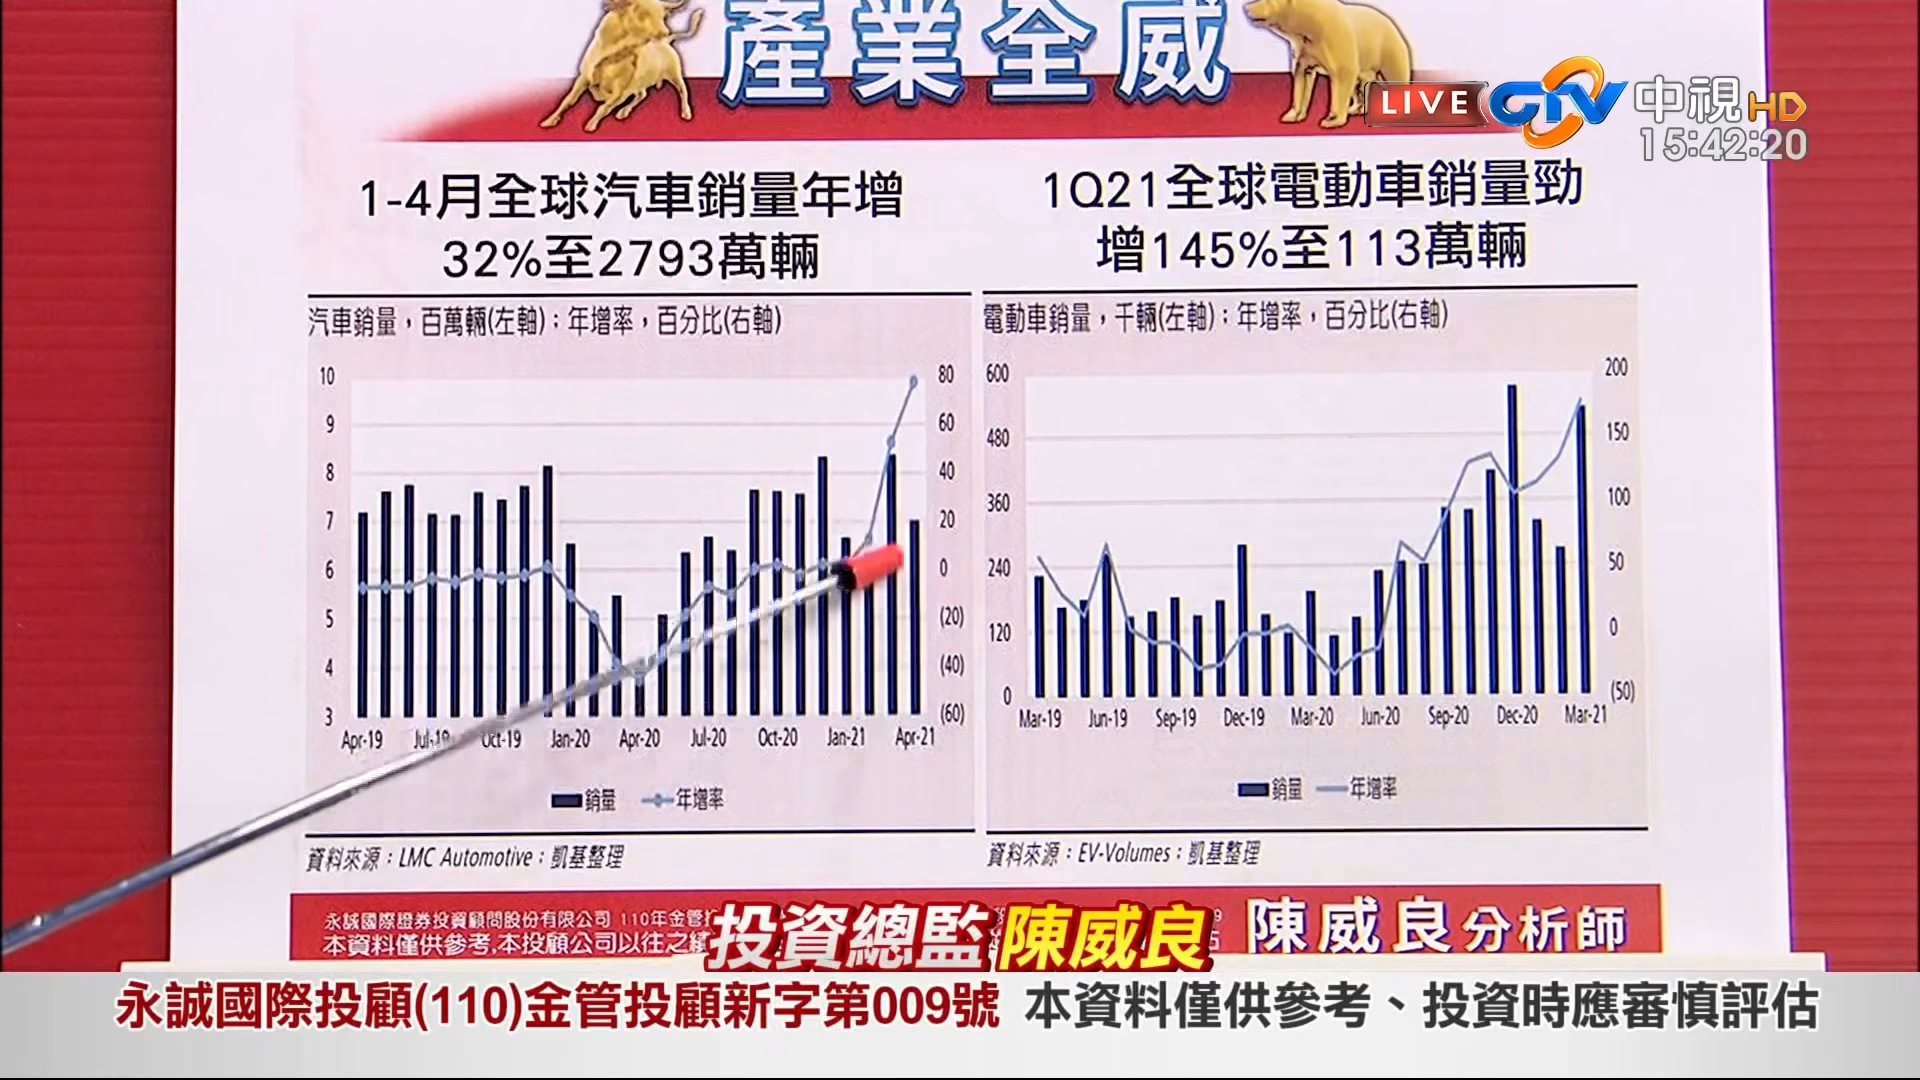 產業全威
LIVE CTV 中視 HD
15:42:20
1-4月全球汽車銷量年增
32%至2793萬輛
汽車銷量，百萬輛(左軸)；年增率，百分比(右軸)
10
9
8
7
6
5
4
3
80
60
40
20
0
(20)
(40)
(60)
Apr-19 Jul-19 Oct-19 Jan-20 Apr-20 Jul-20 Oct-20 Jan-21 Apr-21
銷量 年增率
資料來源：LMC Automotive；凱基整理
1Q21全球電動車銷量勁
增145%至113萬輛
電動車銷量，千輛(左軸)；年增率，百分比(右軸)
600
480
360
240
120
0
200
150
100
50
0
(50)
Mar-19 Jun-19 Sep-19 Dec-19 Mar-20 Jun-20 Sep-20 Dec-20 Mar-21
銷量 年增率
資料來源：EV-Volumes；凱基整理
永誠國際證券投資顧問股份有限公司 110年金管投
本資料僅供參考,本投顧公司以往之績
陳威良分析師
投資總監 陳威良
永誠國際投顧(110)金管投顧新字第009號 本資料僅供參考、投資時應審慎評估